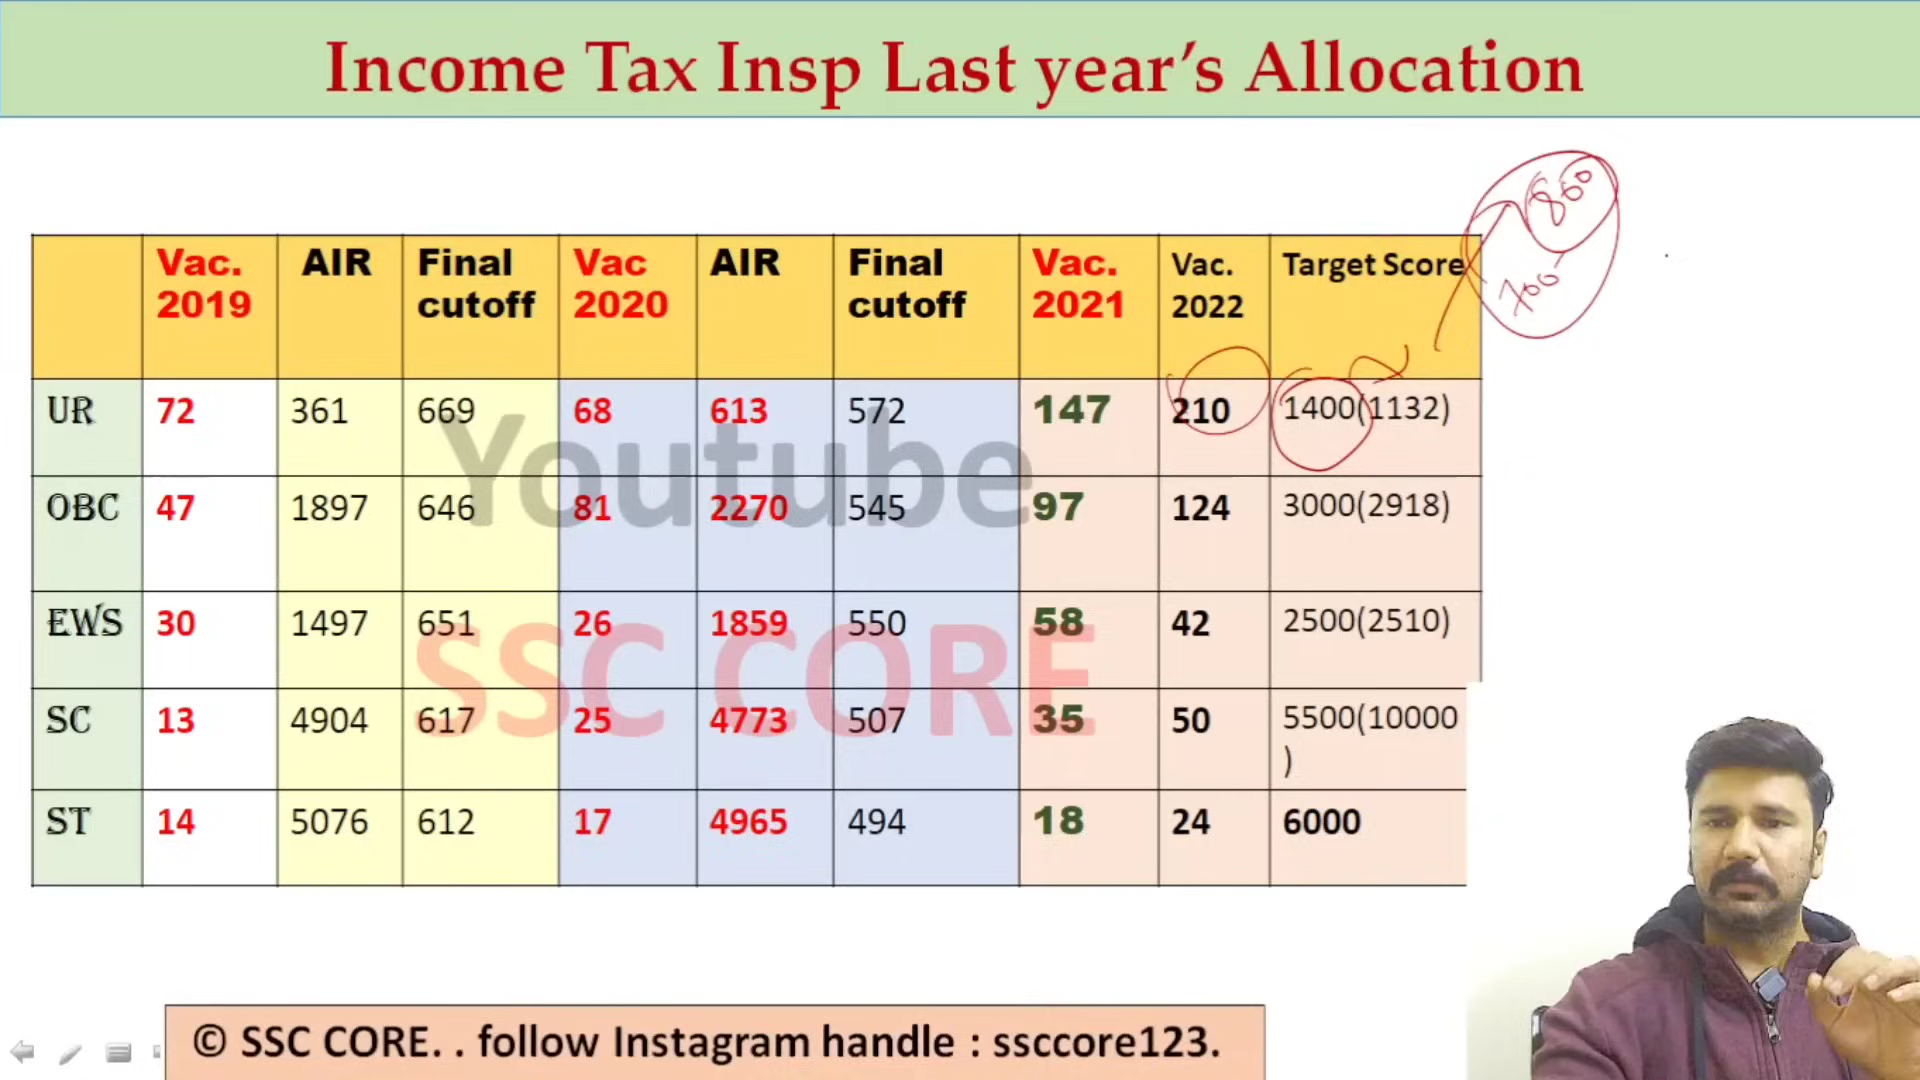 Income Tax Insp Last year's Allocation
800
700
Vac. 2019 AIR Final cutoff Vac 2020 AIR Final cutoff Vac. 2021 Vac. 2022 Target Score
UR 72 361 669 68 613 572 147 210 1400(1132)
Youtube
OBC 47 1897 646 81 2270 545 97 124 3000(2918)
EWS 30 1497 651 26 1859 550 58 42 2500(2510)
SSC CORE
SC 13 4904 617 25 4773 507 35 50 5500(10000)
ST 14 5076 612 17 4965 494 18 24 6000
© SSC CORE. . follow Instagram handle : ssccore123.